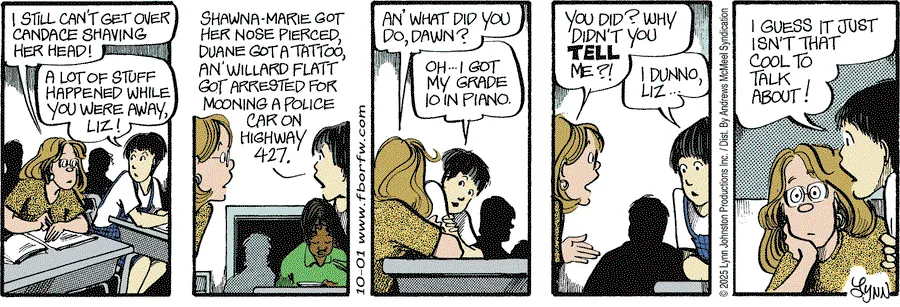 I STILL CAN'T GET OVER
CANDACE SHAVING
HER HEAD!
A LOT OF STUFF
HAPPENED WHILE
YOU WERE AWAY,
LIZ!
SHAWNA-MARIE GOT
HER NOSE PIERCED,
DUANE GOT A TATTOO,
AN' WILLARD FLATT
GOT ARRESTED FOR
MOONING A POLICE
CAR ON
HIGHWAY
427.
10-01 www.fborfw.com
AN' WHAT DID YOU
DO, DAWN?
OH---I GOT
MY GRADE
10 IN PIANO.
YOU DID? WHY
DIDN'T YOU
TELL
ME?!
I DUNNO,
LIZ...
© 2025 Lynn Johnston Productions Inc. / Dist. By Andrews McMeel Syndication
I GUESS IT JUST
ISN'T THAT
COOL TO
TALK
ABOUT!
Lynn